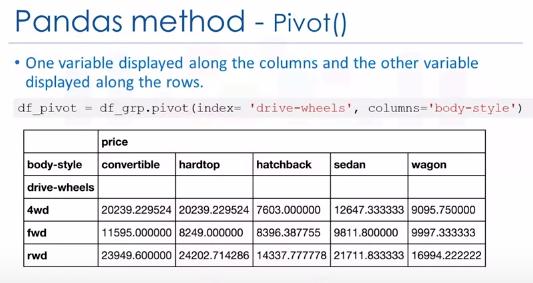 Pandas method - Pivot()
• One variable displayed along the columns and the other variable
displayed along the rows.
df_pivot = df_grp.pivot(index= 'drive-wheels', columns='body-style')
price
body-style convertible hardtop hatchback sedan wagon
drive-wheels
4wd 20239.229524 20239.229524 7603.000000 12647.333333 9095.750000
fwd 11595.000000 8249.000000 8396.387755 9811.800000 9997.333333
rwd 23949.600000 24202.714286 14337.777778 21711.833333 16994.222222